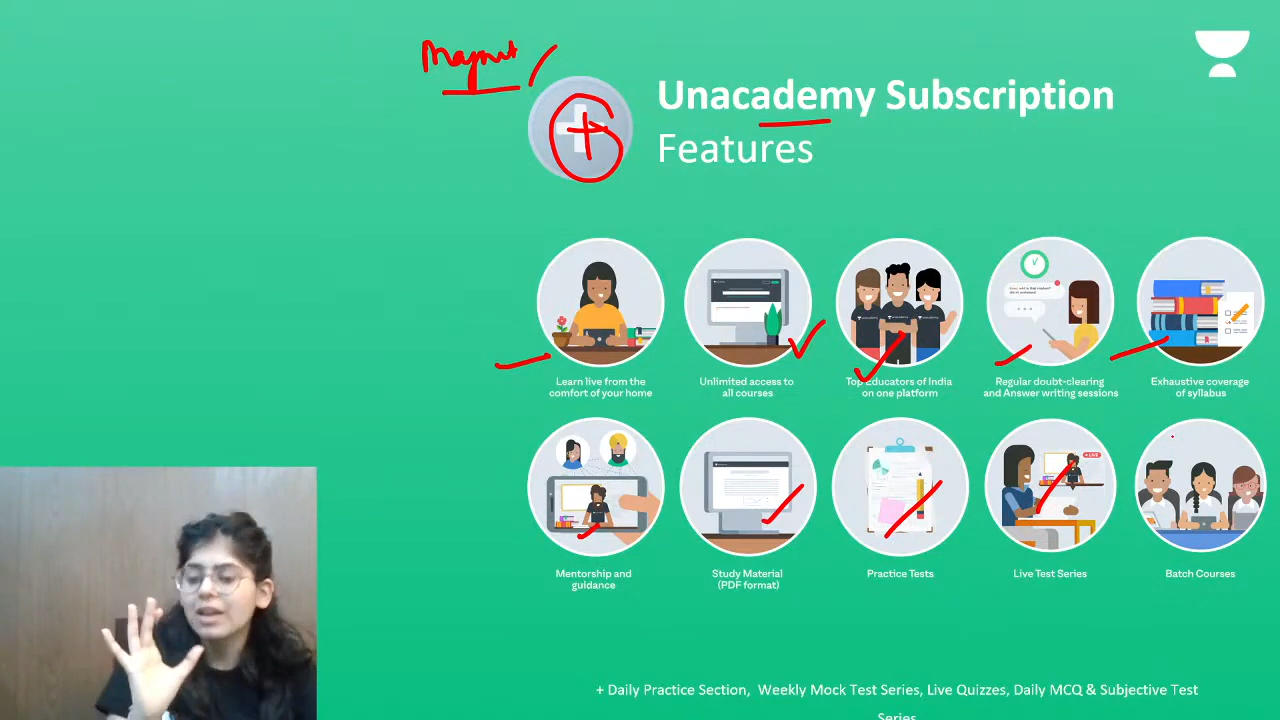 Magnet
Unacademy Subscription
Features
Learn live from the
comfort of your home
Unlimited access to
all courses
Top Educators of India
on one platform
Regular doubt-clearing
and Answer writing sessions
Exhaustive coverage
of syllabus
LIVE
Mentorship and
guidance
Study Material
(PDF format)
Practice Tests
Live Test Series
Batch Courses
+ Daily Practice Section, Weekly Mock Test Series, Live Quizzes, Daily MCQ & Subjective Test
Series